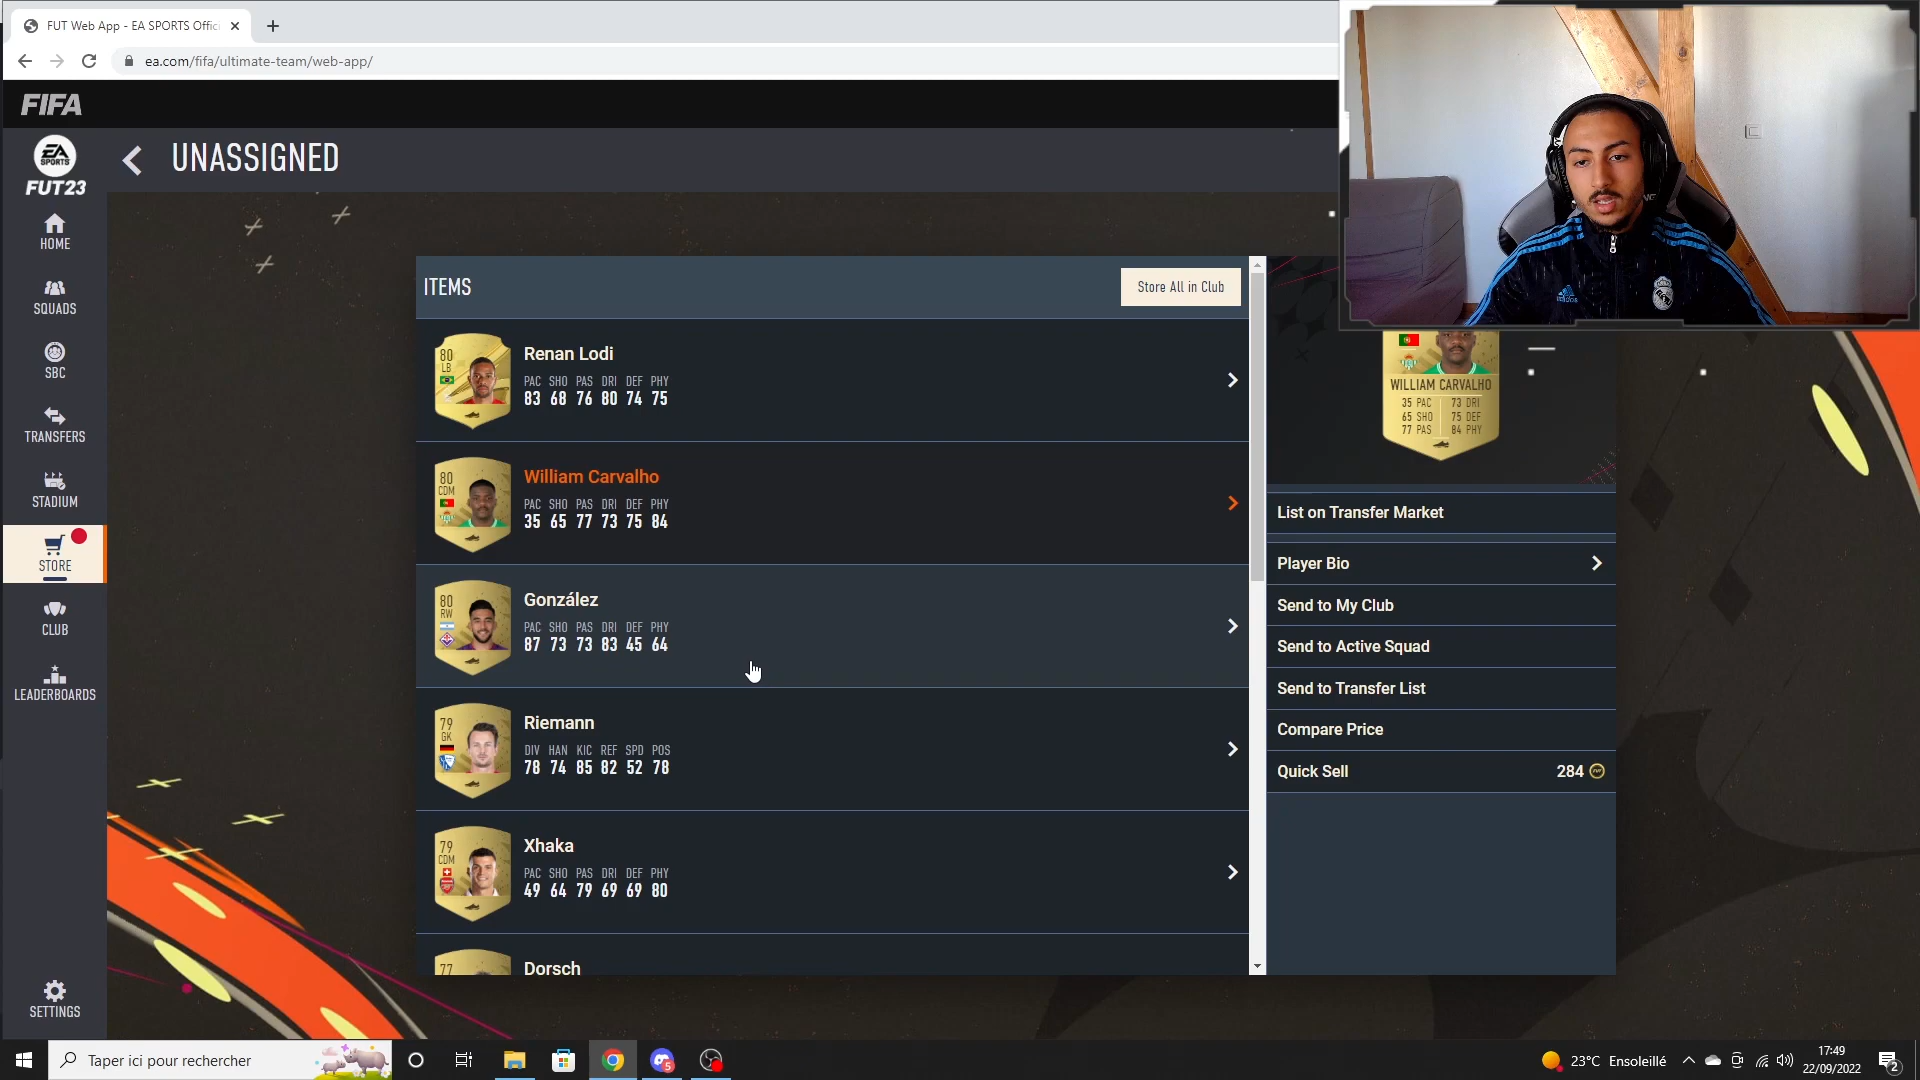 FUT Web App - EA SPORTS Offici
ea.com/fifa/ultimate-team/web-app/
FIFA
EA SPORTS
FUT23
UNASSIGNED
HOME
SQUADS
SBC
TRANSFERS
STADIUM
STORE
CLUB
LEADERBOARDS
SETTINGS
ITEMS
Store All in Club
80
LB
Renan Lodi
PAC SHO PAS DRI DEF PHY
83 68 76 80 74 75
80
CDM
William Carvalho
PAC SHO PAS DRI DEF PHY
35 65 77 73 75 84
80
RW
González
PAC SHO PAS DRI DEF PHY
87 73 73 83 45 64
79
GK
Riemann
DIV HAN KIC REF SPD POS
78 74 85 82 52 78
79
CDM
Xhaka
PAC SHO PAS DRI DEF PHY
49 64 79 69 69 80
77
Dorsch
WILLIAM CARVALHO
35 PAC 73 DRI
65 SHO 75 DEF
77 PAS 84 PHY
List on Transfer Market
Player Bio
Send to My Club
Send to Active Squad
Send to Transfer List
Compare Price
Quick Sell 284
adidas
Taper ici pour rechercher
5
23°C Ensoleillé
17:49
22/09/2022
2